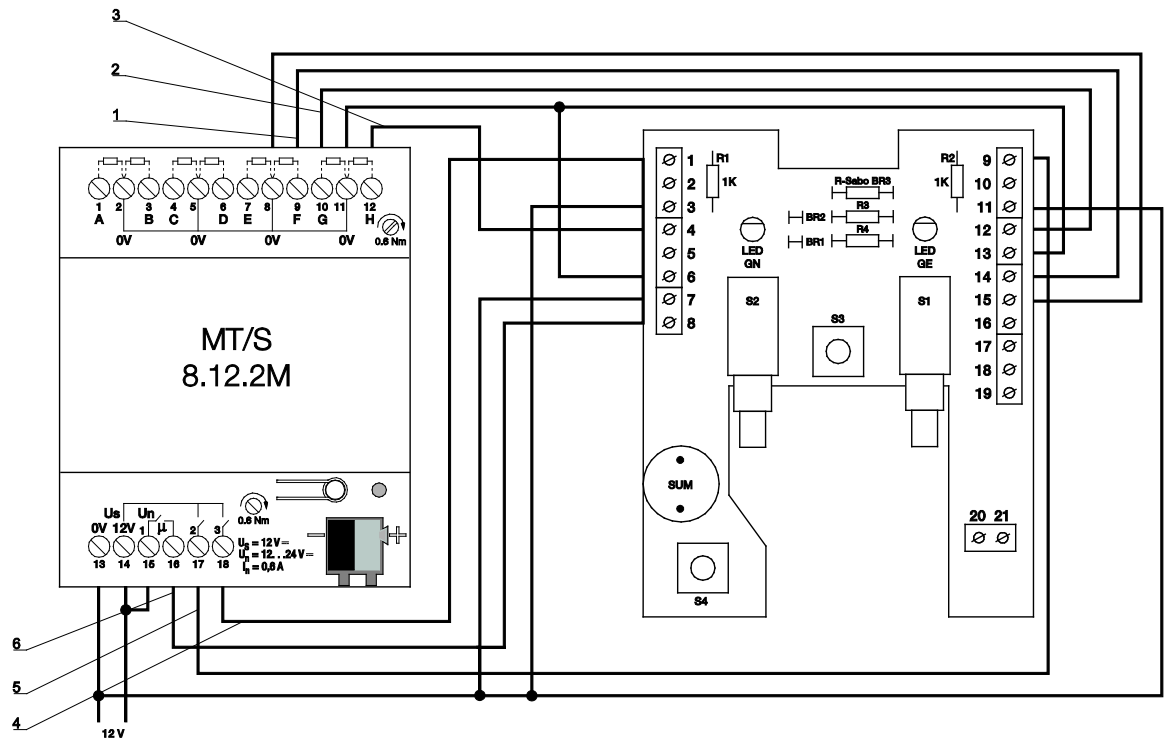 3
2
1
1 2 3 4 5 6 7 8 9 10 11 12
A B C D E F G H
0V 0V 0V 0V 0.6 Nm
MT/S
8.12.2M
Us Un
0V 12V 1 μ 2 3
0.6 Nm
Us = 12 V
Un = 12...24 V
In = 0,6 A
− +
13 14 15 16 17 18
6
5
4
12 V
1
2
3
4
5
6
7
8
R1
1K
R-Sabo BR3
BR2 R3
BR1 R4
LED
GN
LED
GE
R2
1K
9
10
11
12
13
14
15
16
17
18
19
S2
S3
S1
SUM
S4
20 21